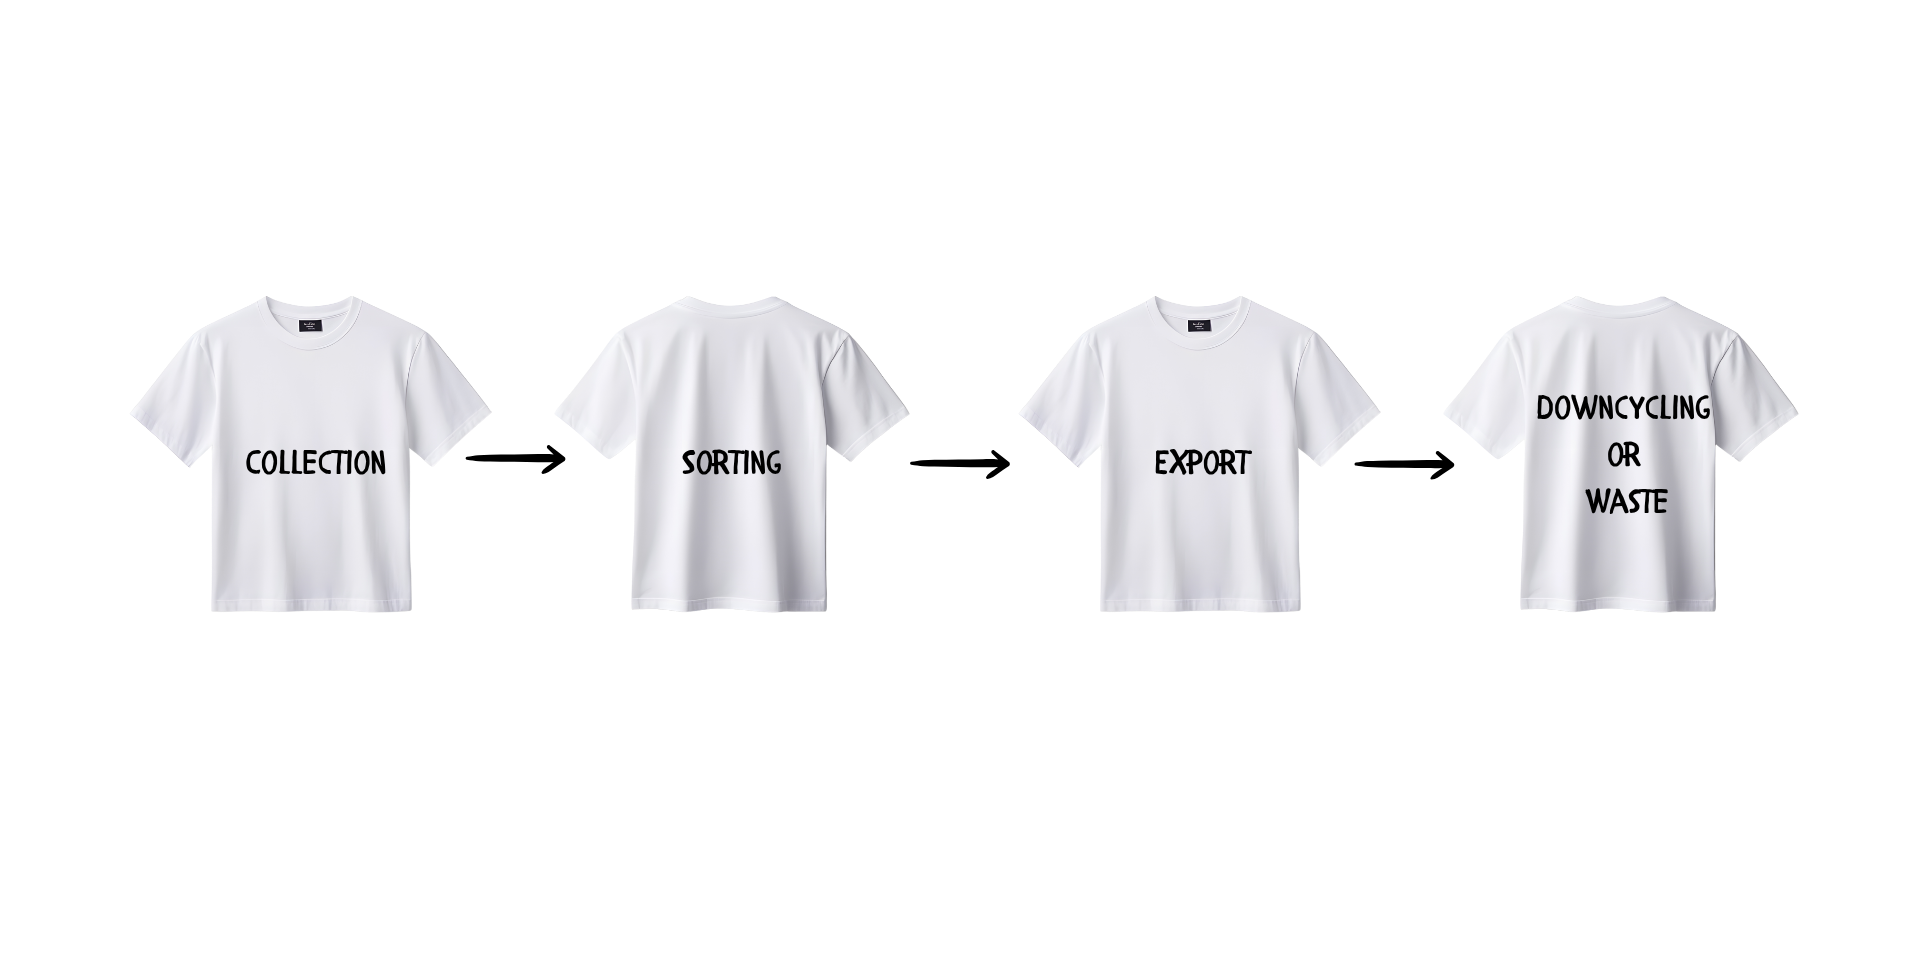 COLLECTION
SORTING
EXPORT
DOWNCYCLING
OR
WASTE